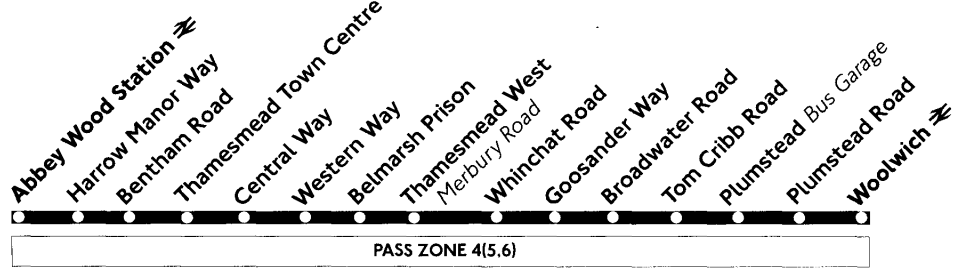 Abbey Wood Station
Harrow Manor Way
Bentham Road
Thamesmead Town Centre
Central Way
Western Way
Belmarsh Prison
Thamesmead West
Merbury Road
Whinchat Road
Goosander Way
Broadwater Road
Tom Cribb Road
Plumstead Bus Garage
Plumstead Road
Woolwich
PASS ZONE 4(5,6)